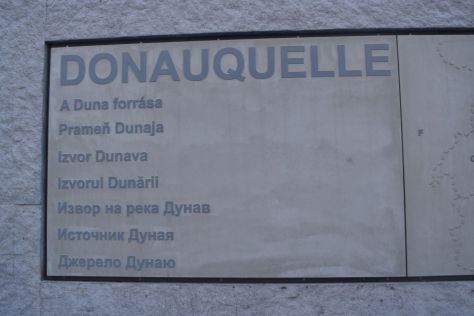 DONAUQUELLE
A Duna forrása
Prameň Dunaja
Izvor Dunava
Izvorul Dunării
Извор на река Дунав
Источник Дуная
Джерело Дунаю
F